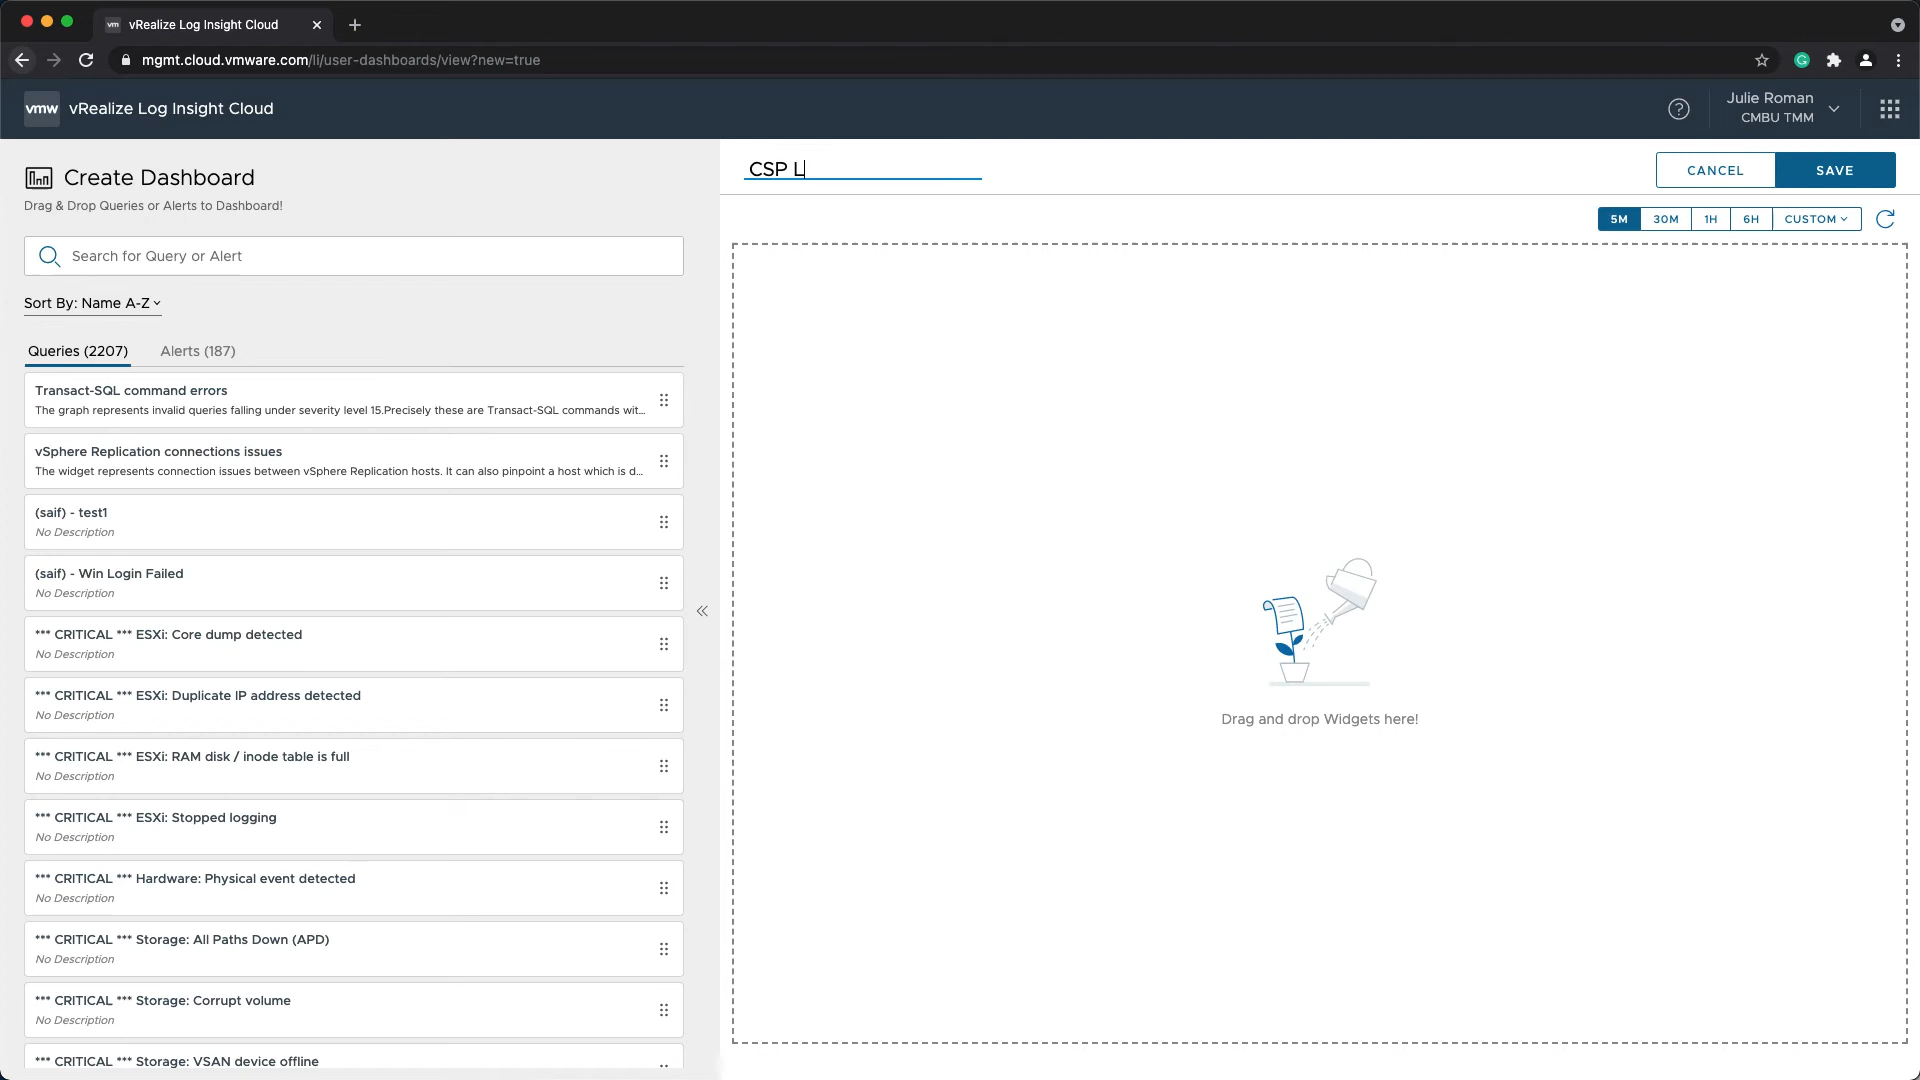 vm vRealize Log Insight Cloud
mgmt.cloud.vmware.com/li/user-dashboards/view?new=true
vmw vRealize Log Insight Cloud
Julie Roman
CMBU TMM
Create Dashboard
Drag & Drop Queries or Alerts to Dashboard!
Search for Query or Alert
Sort By: Name A-Z
Queries (2207) Alerts (187)
Transact-SQL command errors
The graph represents invalid queries falling under severity level 15.Precisely these are Transact-SQL commands wit...
vSphere Replication connections issues
The widget represents connection issues between vSphere Replication hosts. It can also pinpoint a host which is d...
(saif) - test1
No Description
(saif) - Win Login Failed
No Description
*** CRITICAL *** ESXi: Core dump detected
No Description
*** CRITICAL *** ESXi: Duplicate IP address detected
No Description
*** CRITICAL *** ESXi: RAM disk / inode table is full
No Description
*** CRITICAL *** ESXi: Stopped logging
No Description
*** CRITICAL *** Hardware: Physical event detected
No Description
*** CRITICAL *** Storage: All Paths Down (APD)
No Description
*** CRITICAL *** Storage: Corrupt volume
No Description
*** CRITICAL *** Storage: VSAN device offline
CSP L
CANCEL SAVE
5M 30M 1H 6H CUSTOM
Drag and drop Widgets here!